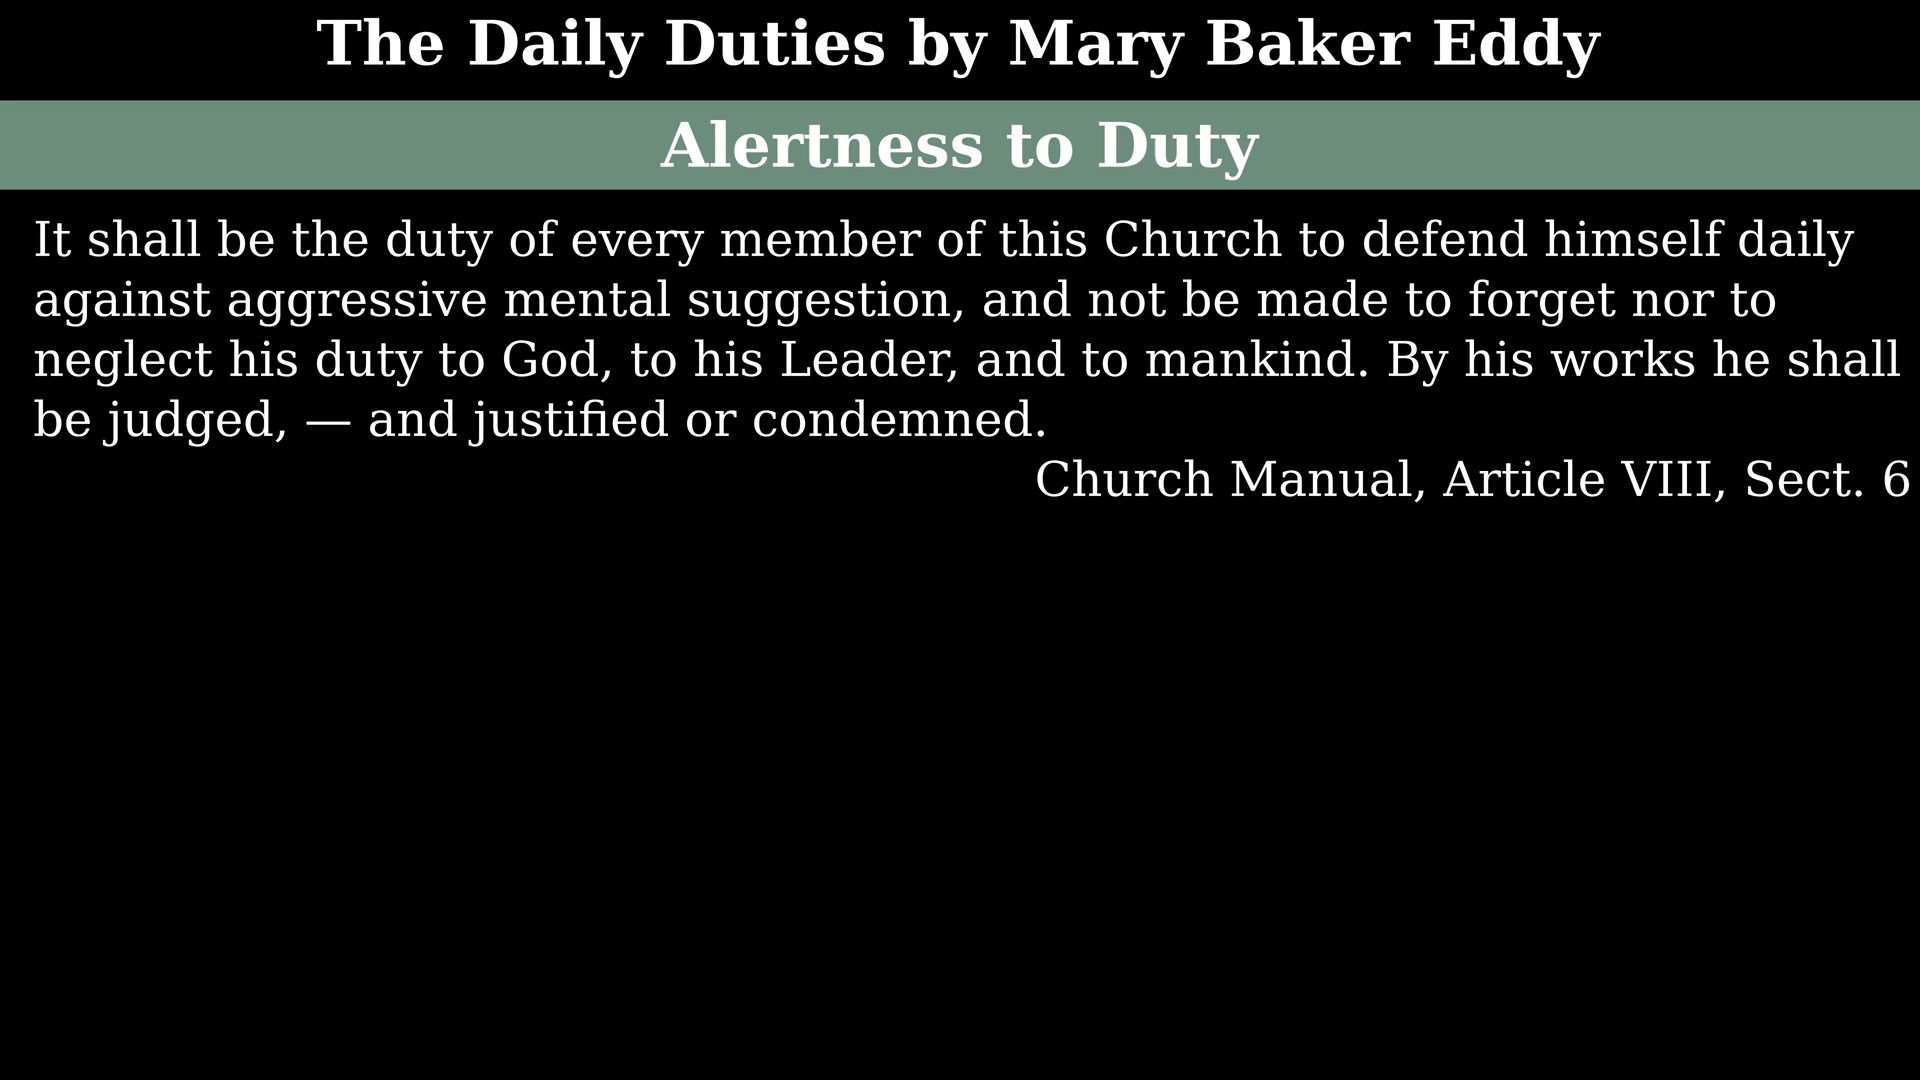 The Daily Duties by Mary Baker Eddy
Alertness to Duty
It shall be the duty of every member of this Church to defend himself daily
against aggressive mental suggestion, and not be made to forget nor to
neglect his duty to God, to his Leader, and to mankind. By his works he shall
be judged, — and justified or condemned.
Church Manual, Article VIII, Sect. 6